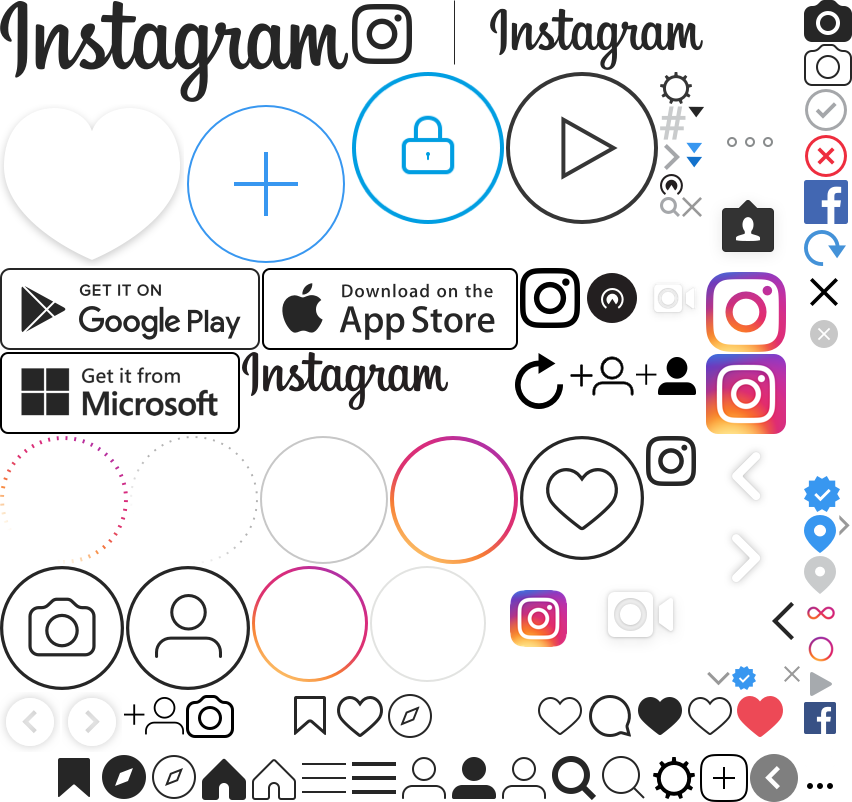 Instagram
Instagram
GET IT ON
Google Play
Download on the
App Store
Get it from
Microsoft
Instagram